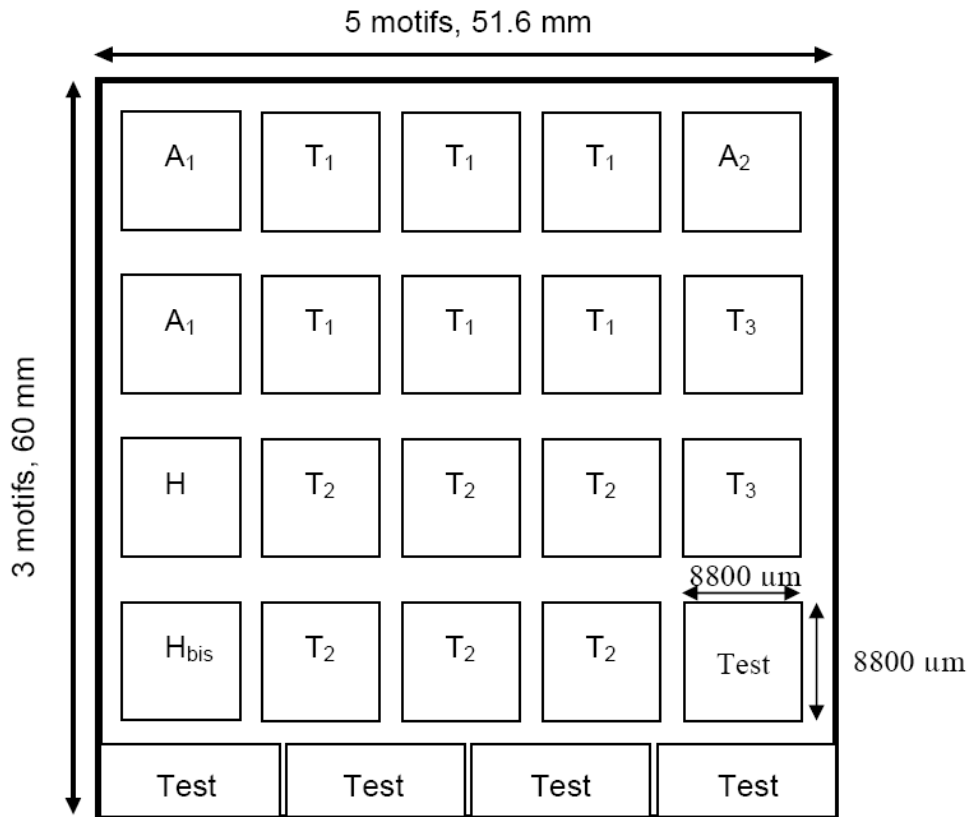 5 motifs, 51.6 mm
3 motifs, 60 mm
A₁ T₁ T₁ T₁ A₂
A₁ T₁ T₁ T₁ T₃
H T₂ T₂ T₂ T₃
8800 um
H_bis T₂ T₂ T₂ Test
8800 um
Test Test Test Test